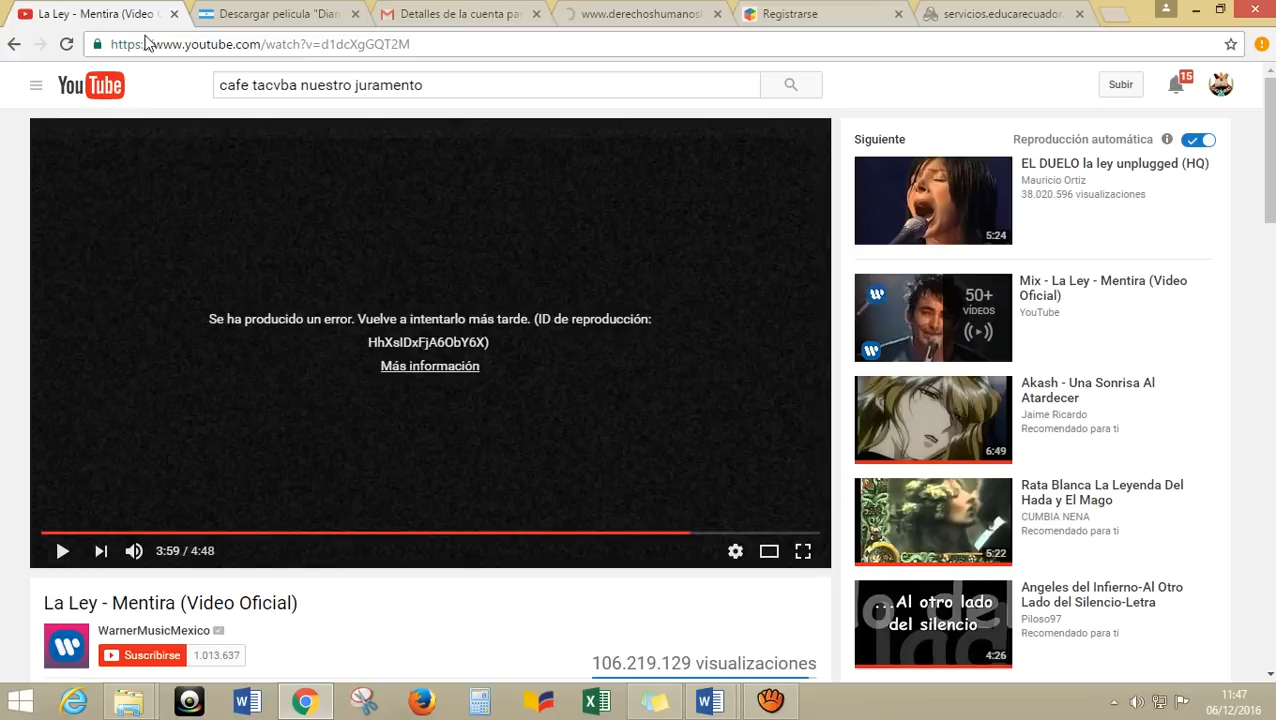 La Ley - Mentira (Video O
Descargar pelicula "Dian
Detalles de la cuenta par
www.derechoshumanos
Registrarse
servicios.educarecuador.
https://www.youtube.com/watch?v=d1dcXgGQT2M
YouTube
cafe tacvba nuestro juramento
Subir
15
Se ha producido un error. Vuelve a intentarlo más tarde. (ID de reproducción:
HhXsIDxFjA6ObY6X)
Más información
3:59 / 4:48
La Ley - Mentira (Video Oficial)
WarnerMusicMexico
Suscribirse 1.013.637
106.219.129 visualizaciones
Siguiente
Reproducción automática
EL DUELO la ley unplugged (HQ)
Mauricio Ortiz
38.020.596 visualizaciones
5:24
Mix - La Ley - Mentira (Video
Oficial)
YouTube
50+
VÍDEOS
Akash - Una Sonrisa Al
Atardecer
Jaime Ricardo
Recomendado para ti
6:49
Rata Blanca La Leyenda Del
Hada y El Mago
CUMBIA NENA
Recomendado para ti
5:22
Angeles del Infierno-Al Otro
Lado del Silencio-Letra
Piloso97
Recomendado para ti
...Al otro lado
del silencio
4:26
11:47
06/12/2016